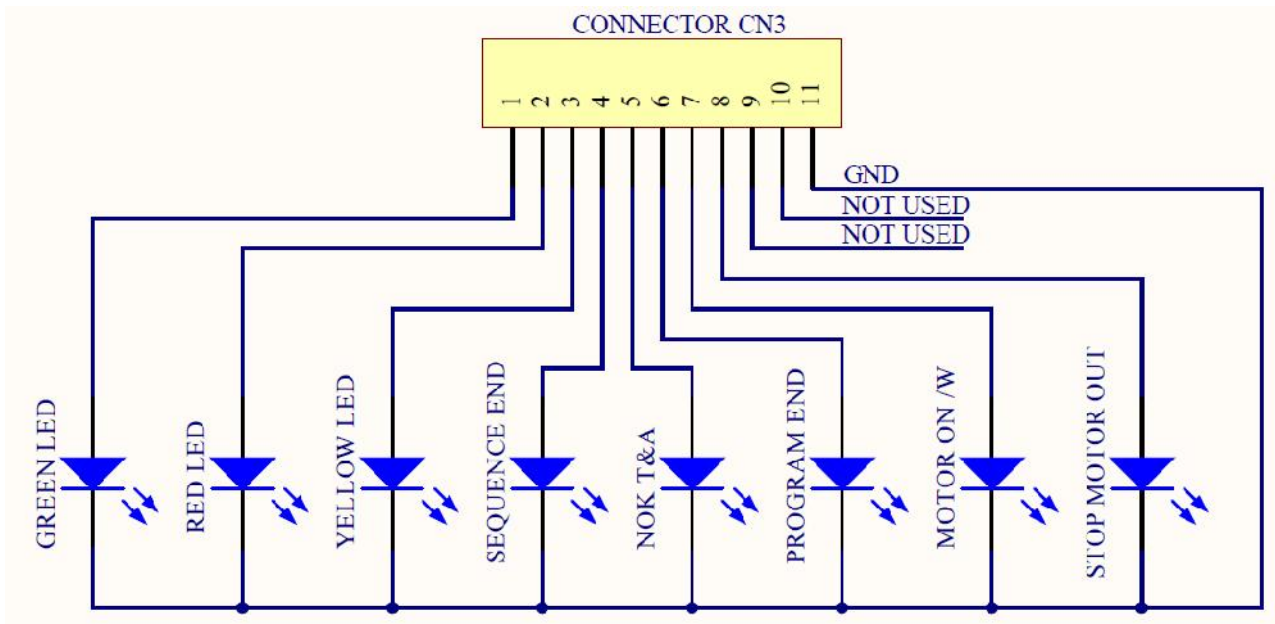 CONNECTOR CN3
1
2
3
4
5
6
7
8
9
10
11
GND
NOT USED
NOT USED
GREEN LED
RED LED
YELLOW LED
SEQUENCE END
NOK T&A
PROGRAM END
MOTOR ON /W
STOP MOTOR OUT